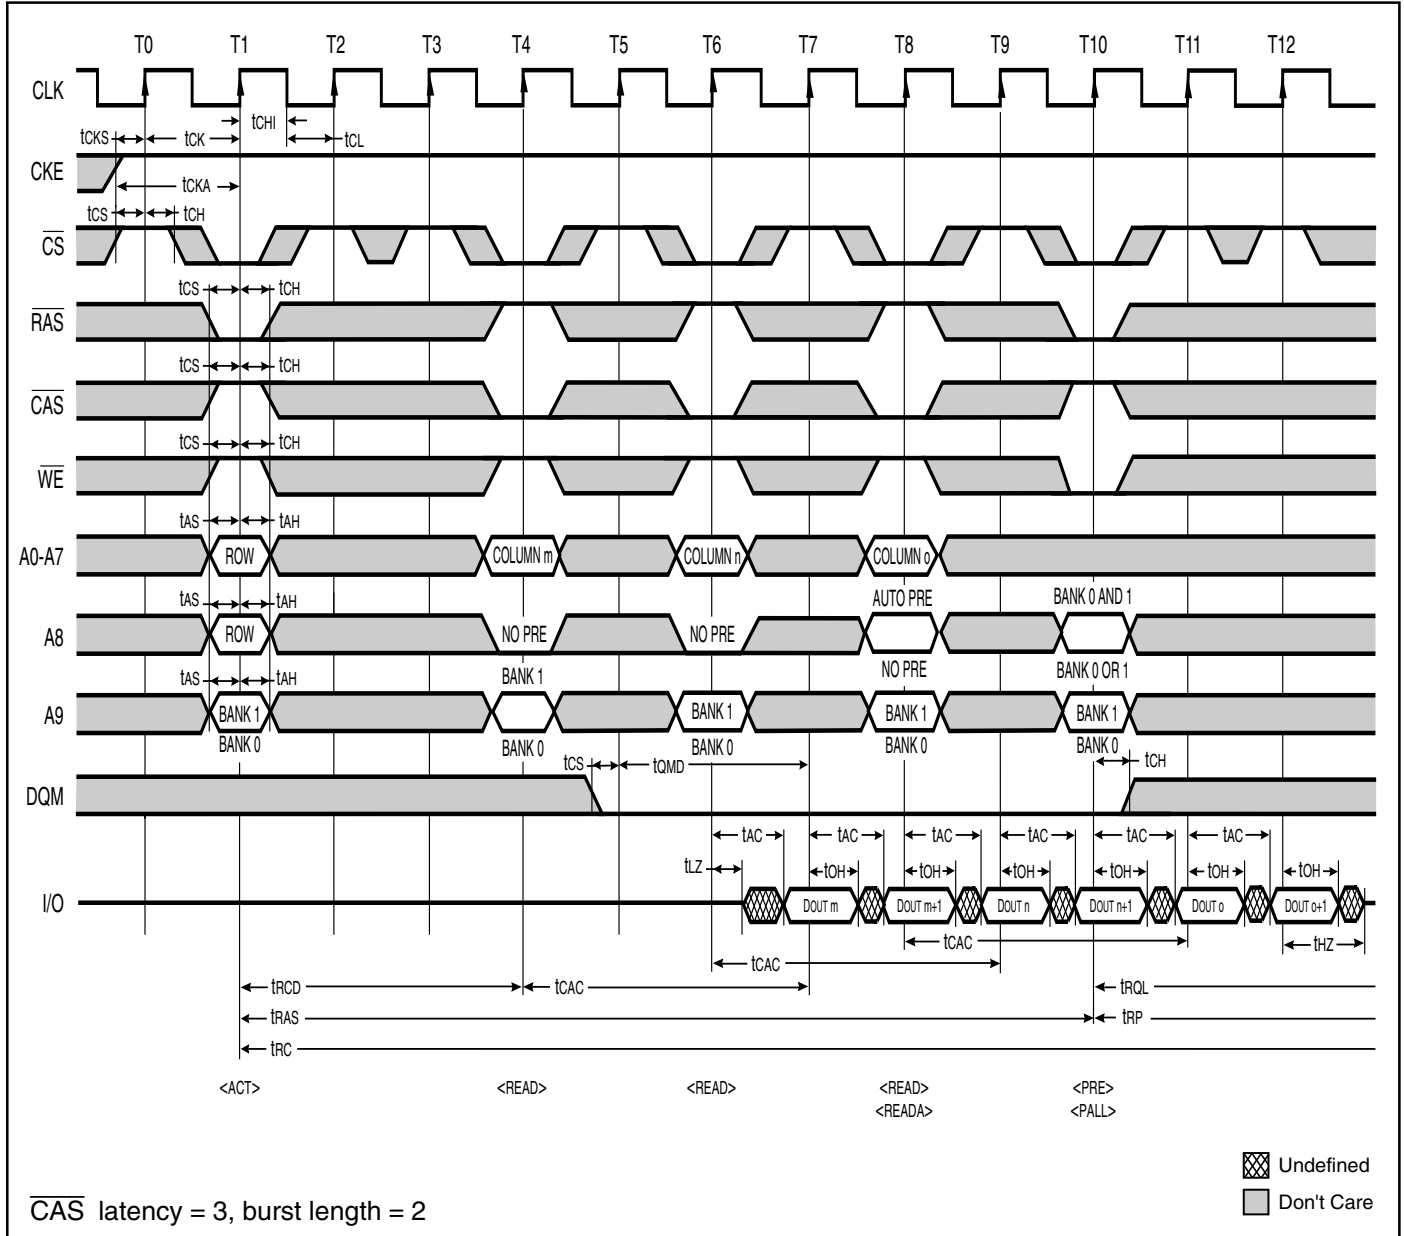 T0 T1 T2 T3 T4 T5 T6 T7 T8 T9 T10 T11 T12
CLK
tCHI
tCKS tCK tCL
CKE
tCKA
tCS tCH
CS
tCS tCH
RAS
tCS tCH
CAS
tCS tCH
WE
tAS tAH
A0-A7 ROW COLUMN m COLUMN n COLUMN o
tAS tAH AUTO PRE BANK 0 AND 1
A8 ROW NO PRE NO PRE
tAS tAH BANK 1 NO PRE BANK 0 OR 1
A9 BANK 1 BANK 1 BANK 1 BANK 1
BANK 0 BANK 0 BANK 0 BANK 0 BANK 0
tCS tQMD tCH
DQM
tAC tAC tAC tAC tAC tAC
tLZ tOH tOH tOH tOH tOH tOH
I/O DOUT m DOUT m+1 DOUT n DOUT n+1 DOUT o DOUT o+1
tCAC tHZ
tCAC
tRCD tCAC tRQL
tRAS tRP
tRC
<ACT> <READ> <READ> <READ> <PRE>
<READA> <PALL>
Undefined
Don't Care
CAS latency = 3, burst length = 2